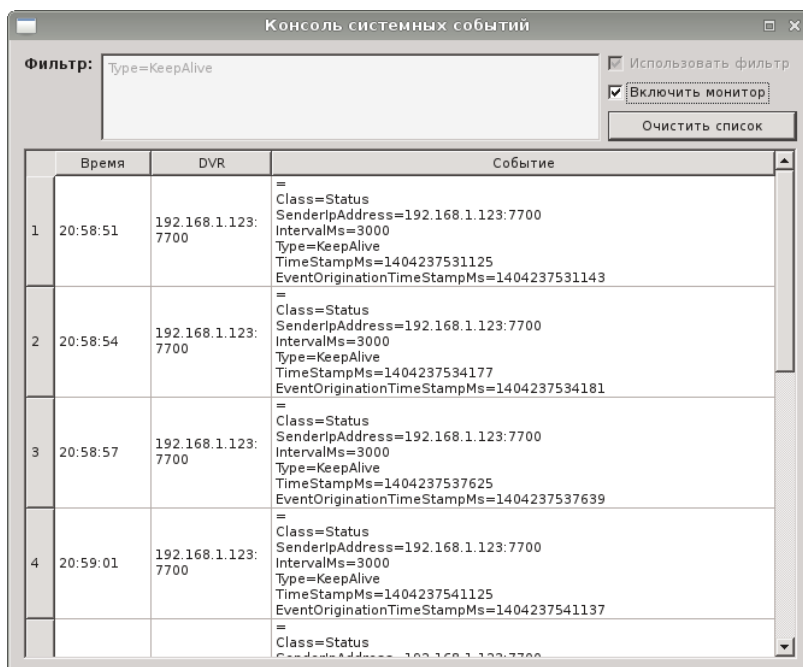 Консоль системных событий
Фильтр:
Type=KeepAlive
Использовать фильтр
Включить монитор
Очистить список
Время DVR Событие
1 20:58:51 192.168.1.123:
7700
=
Class=Status
SenderIpAddress=192.168.1.123:7700
IntervalMs=3000
Type=KeepAlive
TimeStampMs=1404237531125
EventOriginationTimeStampMs=1404237531143
2 20:58:54 192.168.1.123:
7700
=
Class=Status
SenderIpAddress=192.168.1.123:7700
IntervalMs=3000
Type=KeepAlive
TimeStampMs=1404237534177
EventOriginationTimeStampMs=1404237534181
3 20:58:57 192.168.1.123:
7700
=
Class=Status
SenderIpAddress=192.168.1.123:7700
IntervalMs=3000
Type=KeepAlive
TimeStampMs=1404237537625
EventOriginationTimeStampMs=1404237537639
4 20:59:01 192.168.1.123:
7700
=
Class=Status
SenderIpAddress=192.168.1.123:7700
IntervalMs=3000
Type=KeepAlive
TimeStampMs=1404237541125
EventOriginationTimeStampMs=1404237541137
=
Class=Status
SenderIpAddress=192.168.1.123:7700